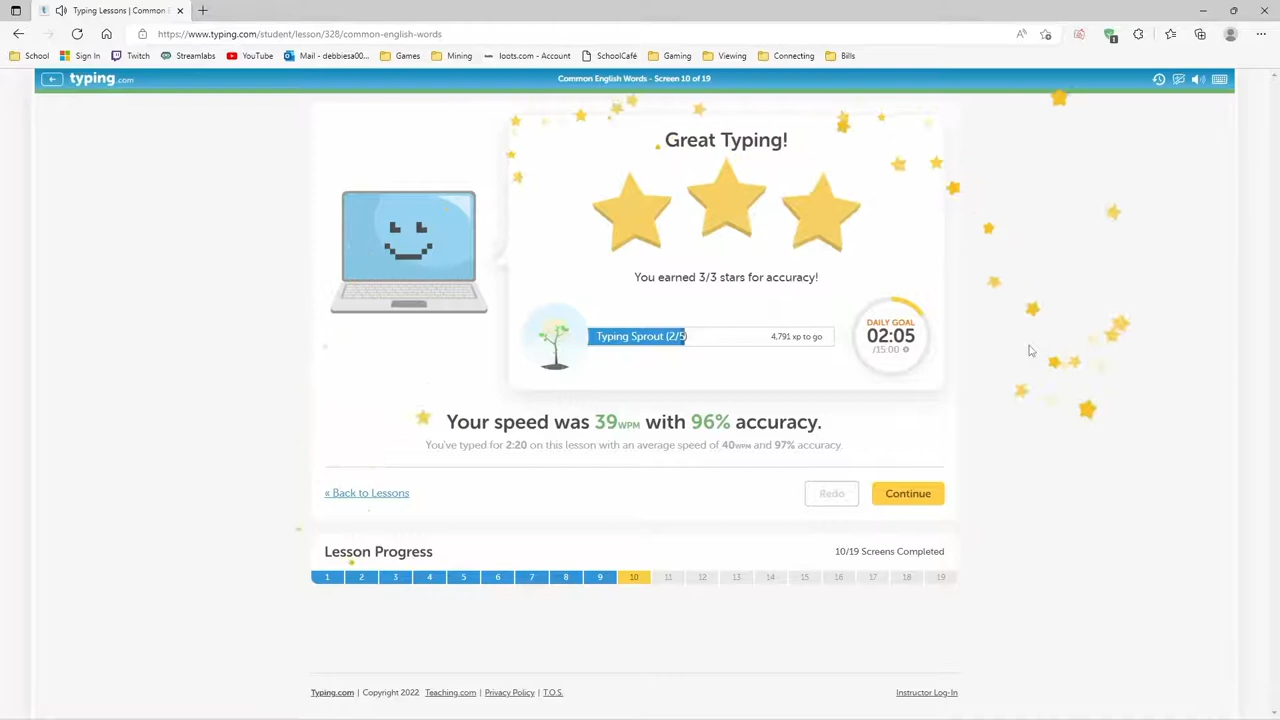 Typing Lessons | Common E
https://www.typing.com/student/lesson/328/common-english-words
School Sign In Twitch Streamlabs YouTube Mail - debbiesa00... Games Mining loots.com - Account SchoolCafé Gaming Viewing Connecting Bills
typing.com
Common English Words - Screen 10 of 19
Great Typing!
You earned 3/3 stars for accuracy!
Typing Sprout (2/5)
4,791 xp to go
DAILY GOAL
02:05
/15:00
Your speed was 39WPM with 96% accuracy.
You've typed for 2:20 on this lesson with an average speed of 40WPM and 97% accuracy.
« Back to Lessons
Redo
Continue
Lesson Progress
10/19 Screens Completed
1 2 3 4 5 6 7 8 9 10 11 12 13 14 15 16 17 18 19
Typing.com | Copyright 2022 Teaching.com | Privacy Policy | T.O.S.
Instructor Log-In